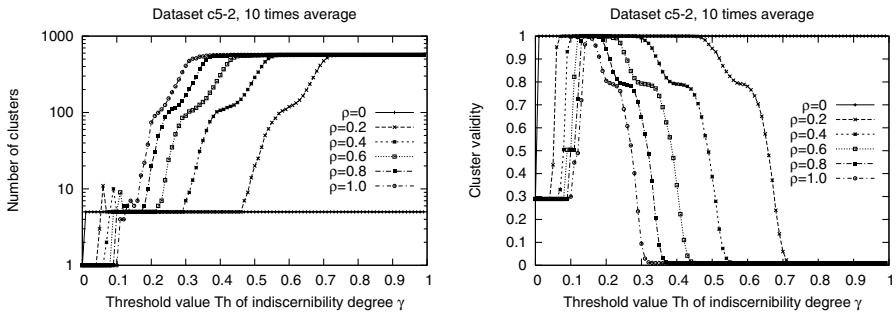 Dataset c5-2, 10 times average
Number of clusters
1000
100
10
1
0 0.1 0.2 0.3 0.4 0.5 0.6 0.7 0.8 0.9 1
Threshold value Th of indiscernibility degree γ
ρ=0
ρ=0.2
ρ=0.4
ρ=0.6
ρ=0.8
ρ=1.0
Dataset c5-2, 10 times average
Cluster validity
1
0.9
0.8
0.7
0.6
0.5
0.4
0.3
0.2
0.1
0
0 0.1 0.2 0.3 0.4 0.5 0.6 0.7 0.8 0.9 1
Threshold value Th of indiscernibility degree γ
ρ=0
ρ=0.2
ρ=0.4
ρ=0.6
ρ=0.8
ρ=1.0